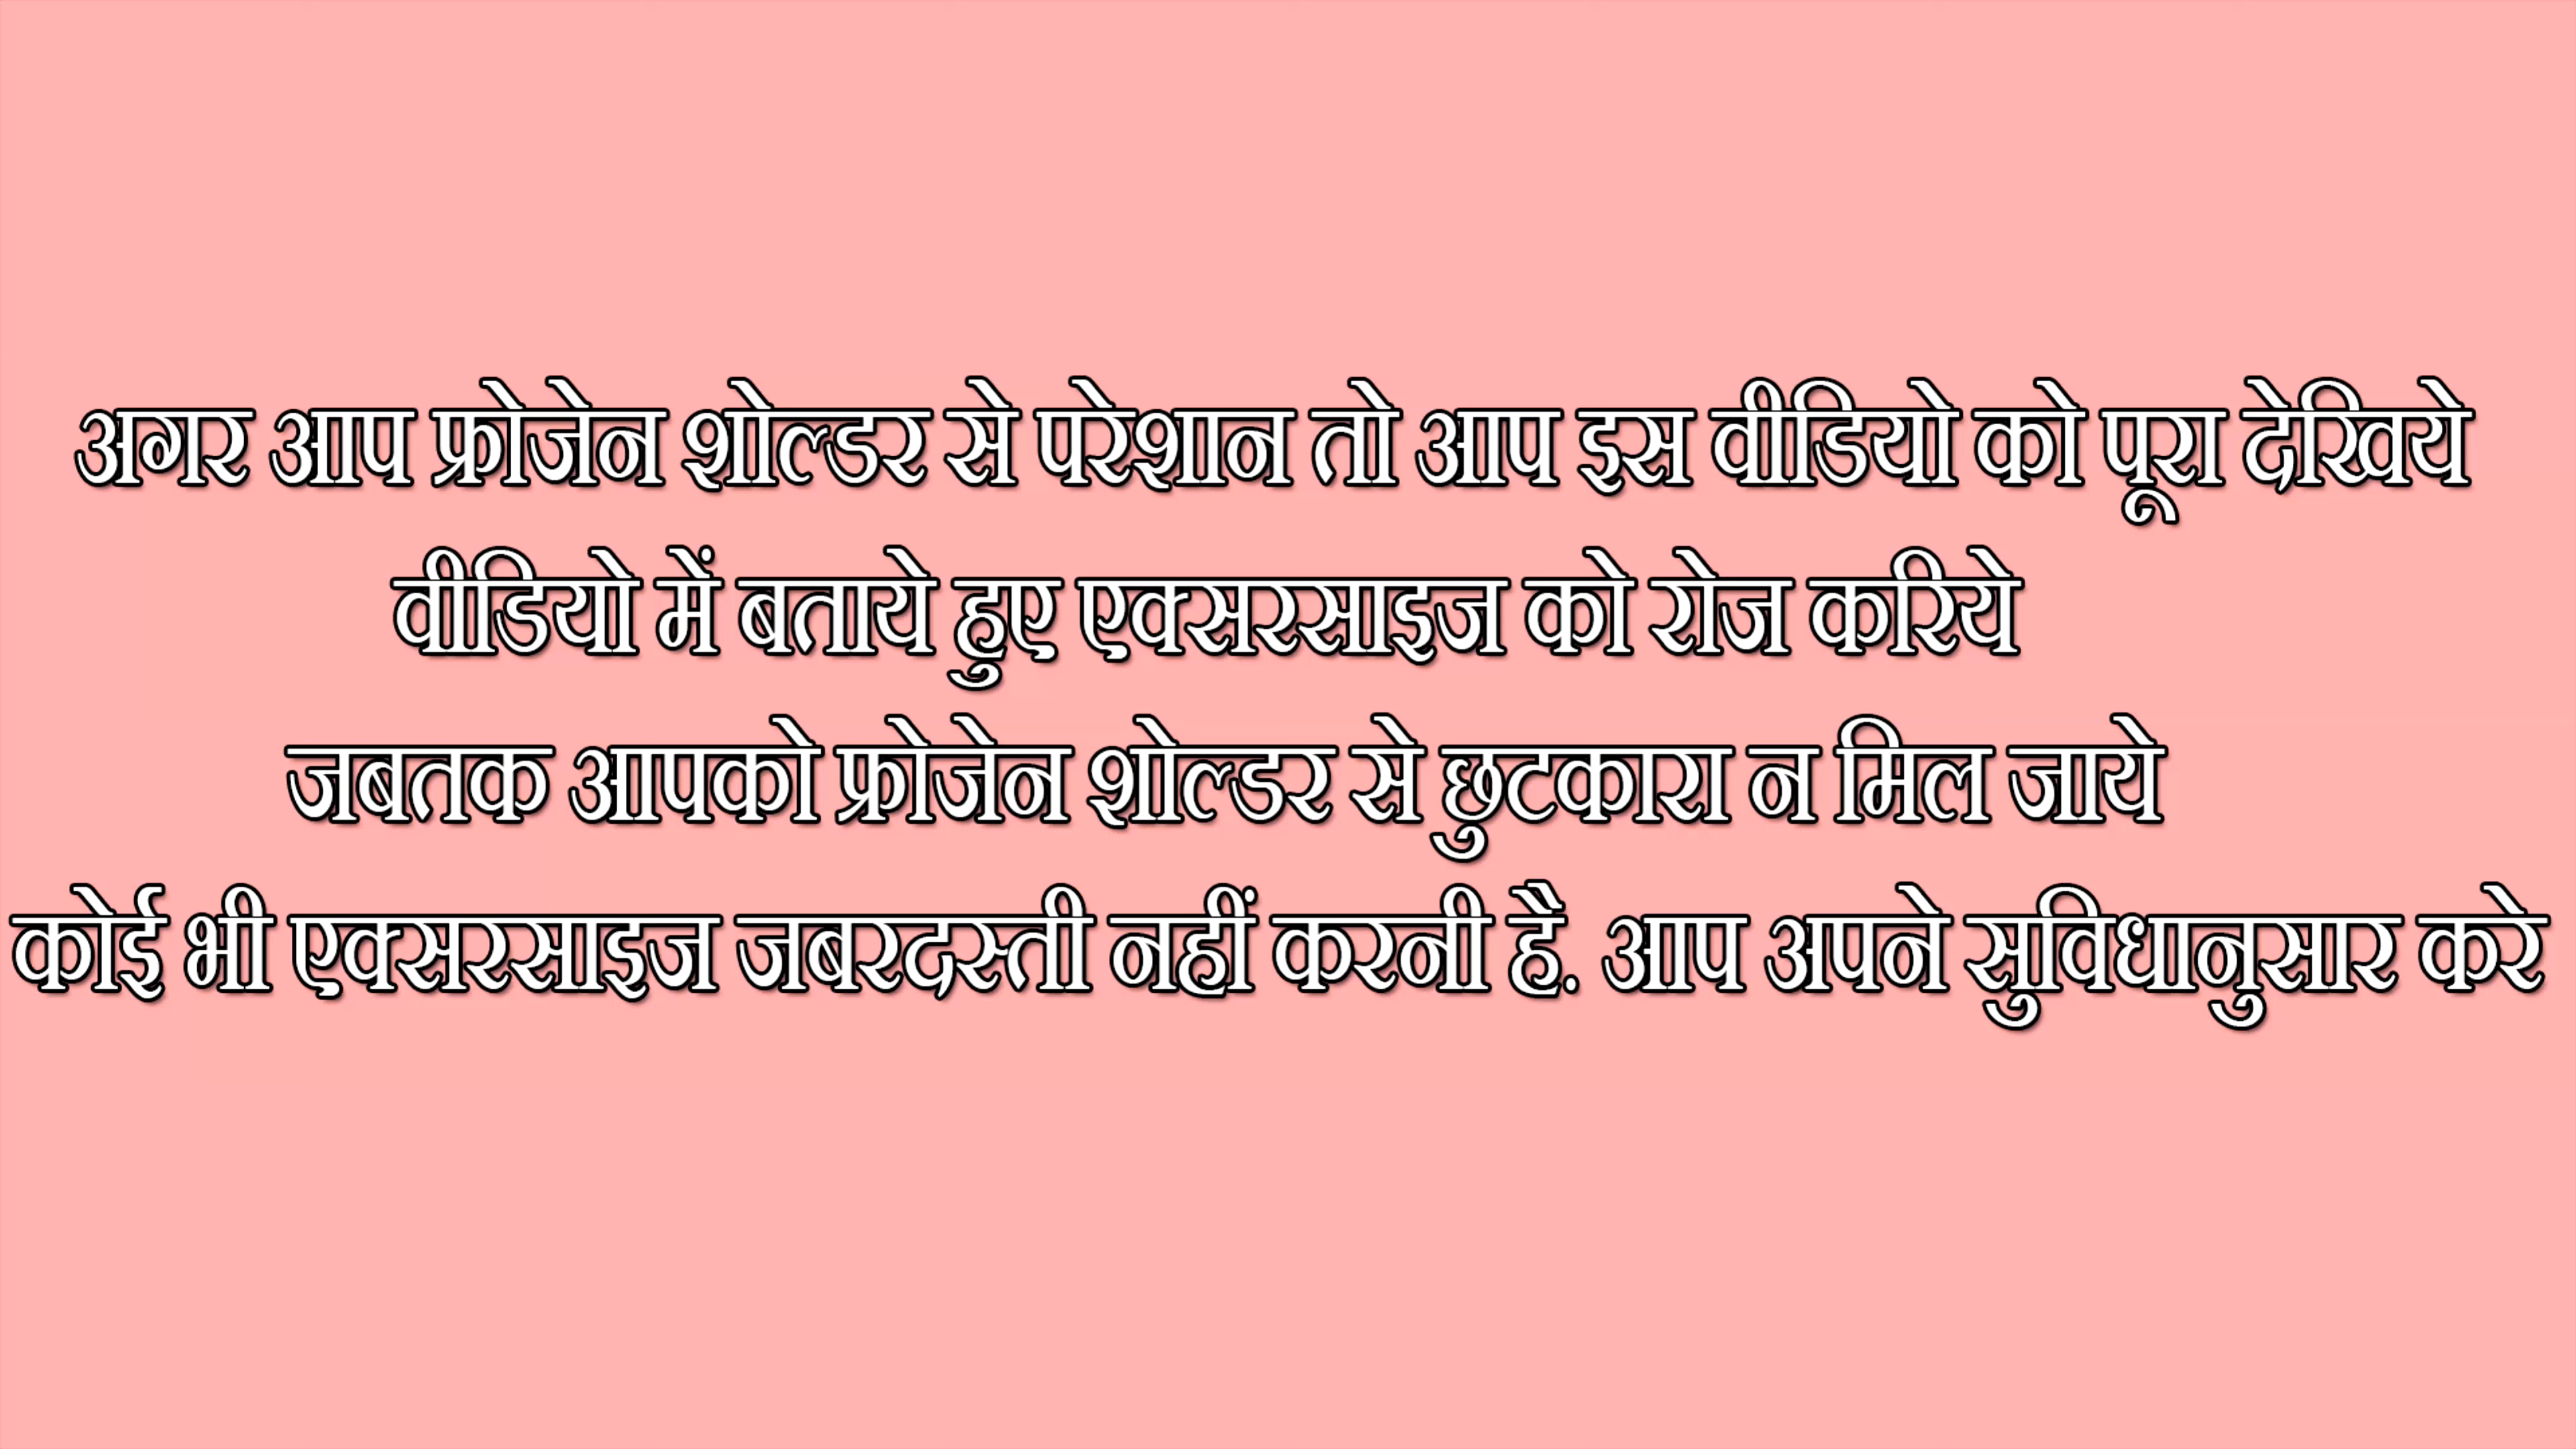 अगर आप फ्रोजेन शोल्डर से परेशान तो आप इस वीडियो को पूरा देखिये
वीडियो में बताये हुए एक्सरसाइज को रोज करिये
जबतक आपको फ्रोजेन शोल्डर से छुटकारा न मिल जाये
कोई भी एक्सरसाइज जबरदस्ती नहीं करनी है. आप अपने सुविधानुसार करे